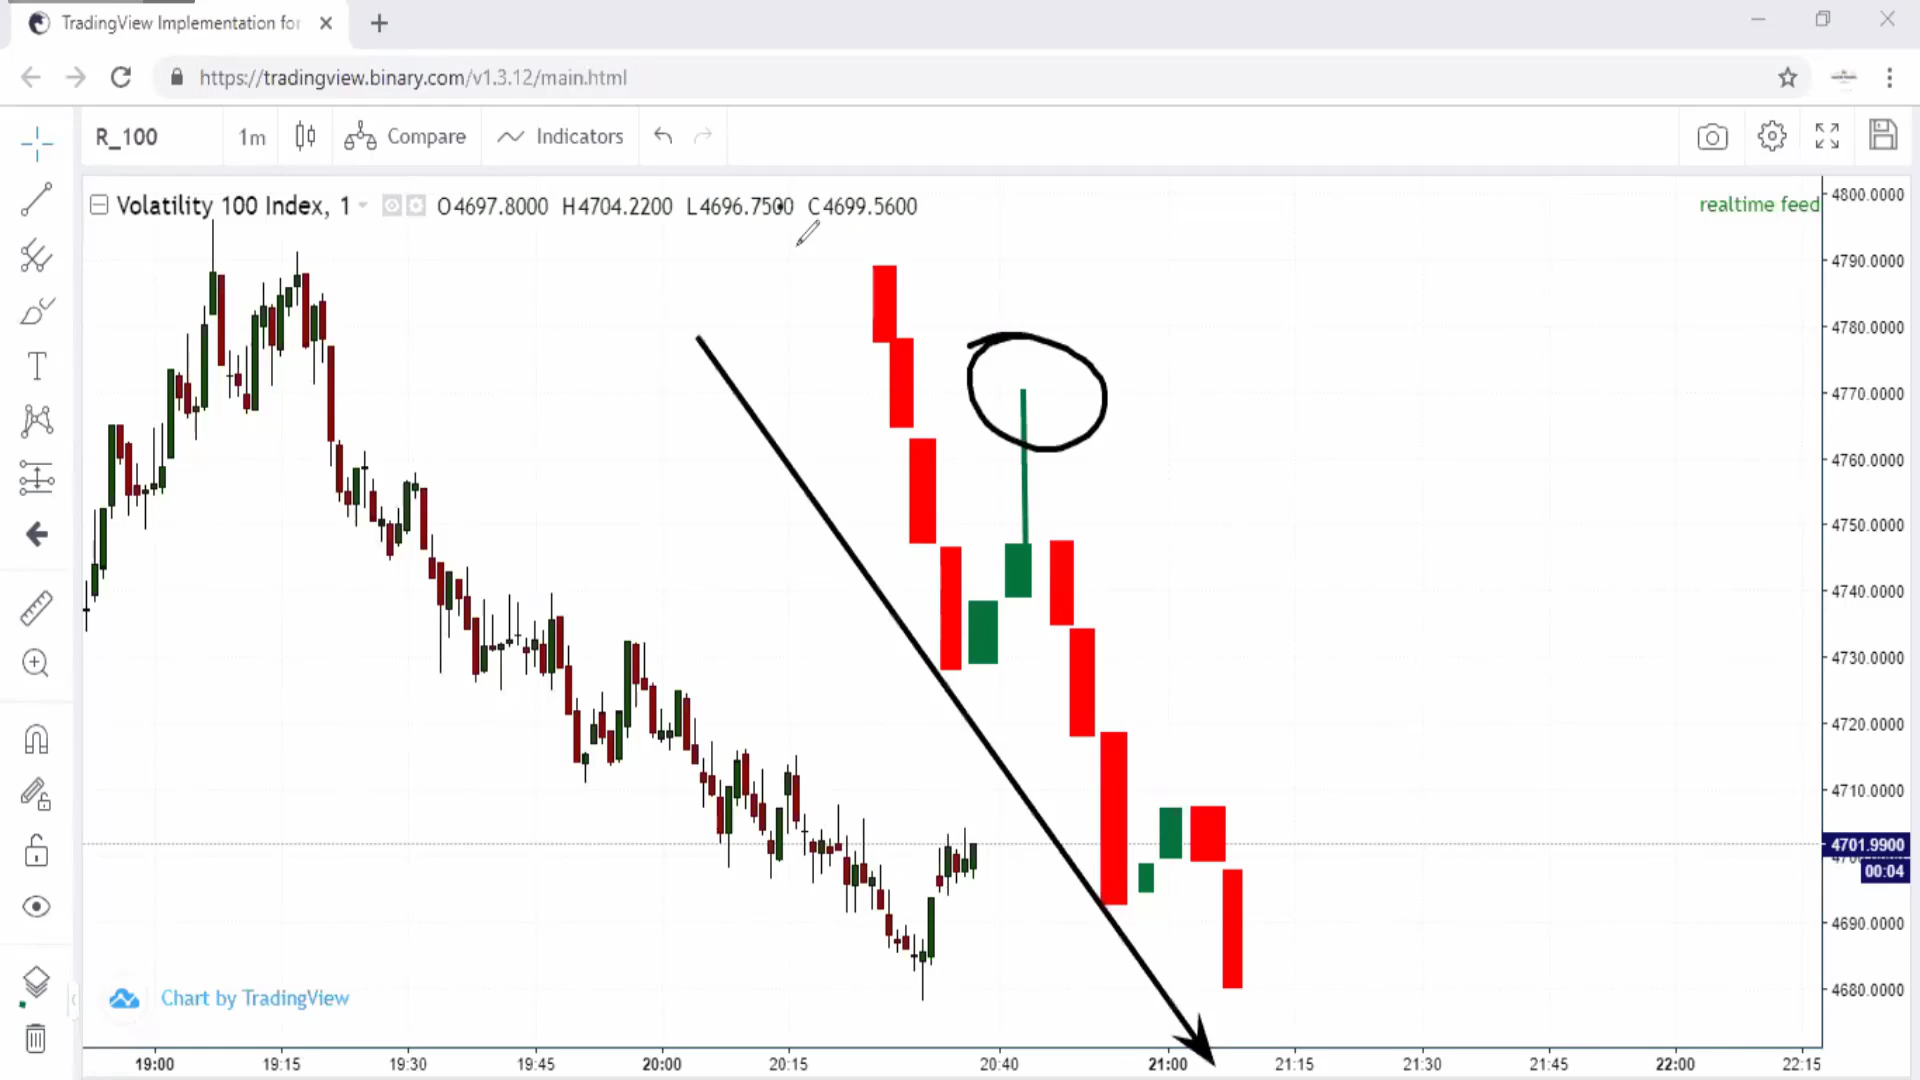 TradingView Implementation for
https://tradingview.binary.com/v1.3.12/main.html
R_100 1m Compare Indicators
Volatility 100 Index, 1 O4697.8000 H4704.2200 L4696.7500 C4699.5600
realtime feed
4800.0000
4790.0000
4780.0000
4770.0000
4760.0000
4750.0000
4740.0000
4730.0000
4720.0000
4710.0000
4701.9900
00:04
4690.0000
4680.0000
Chart by TradingView
19:00 19:15 19:30 19:45 20:00 20:15 20:40 21:00 21:15 21:30 21:45 22:00 22:15